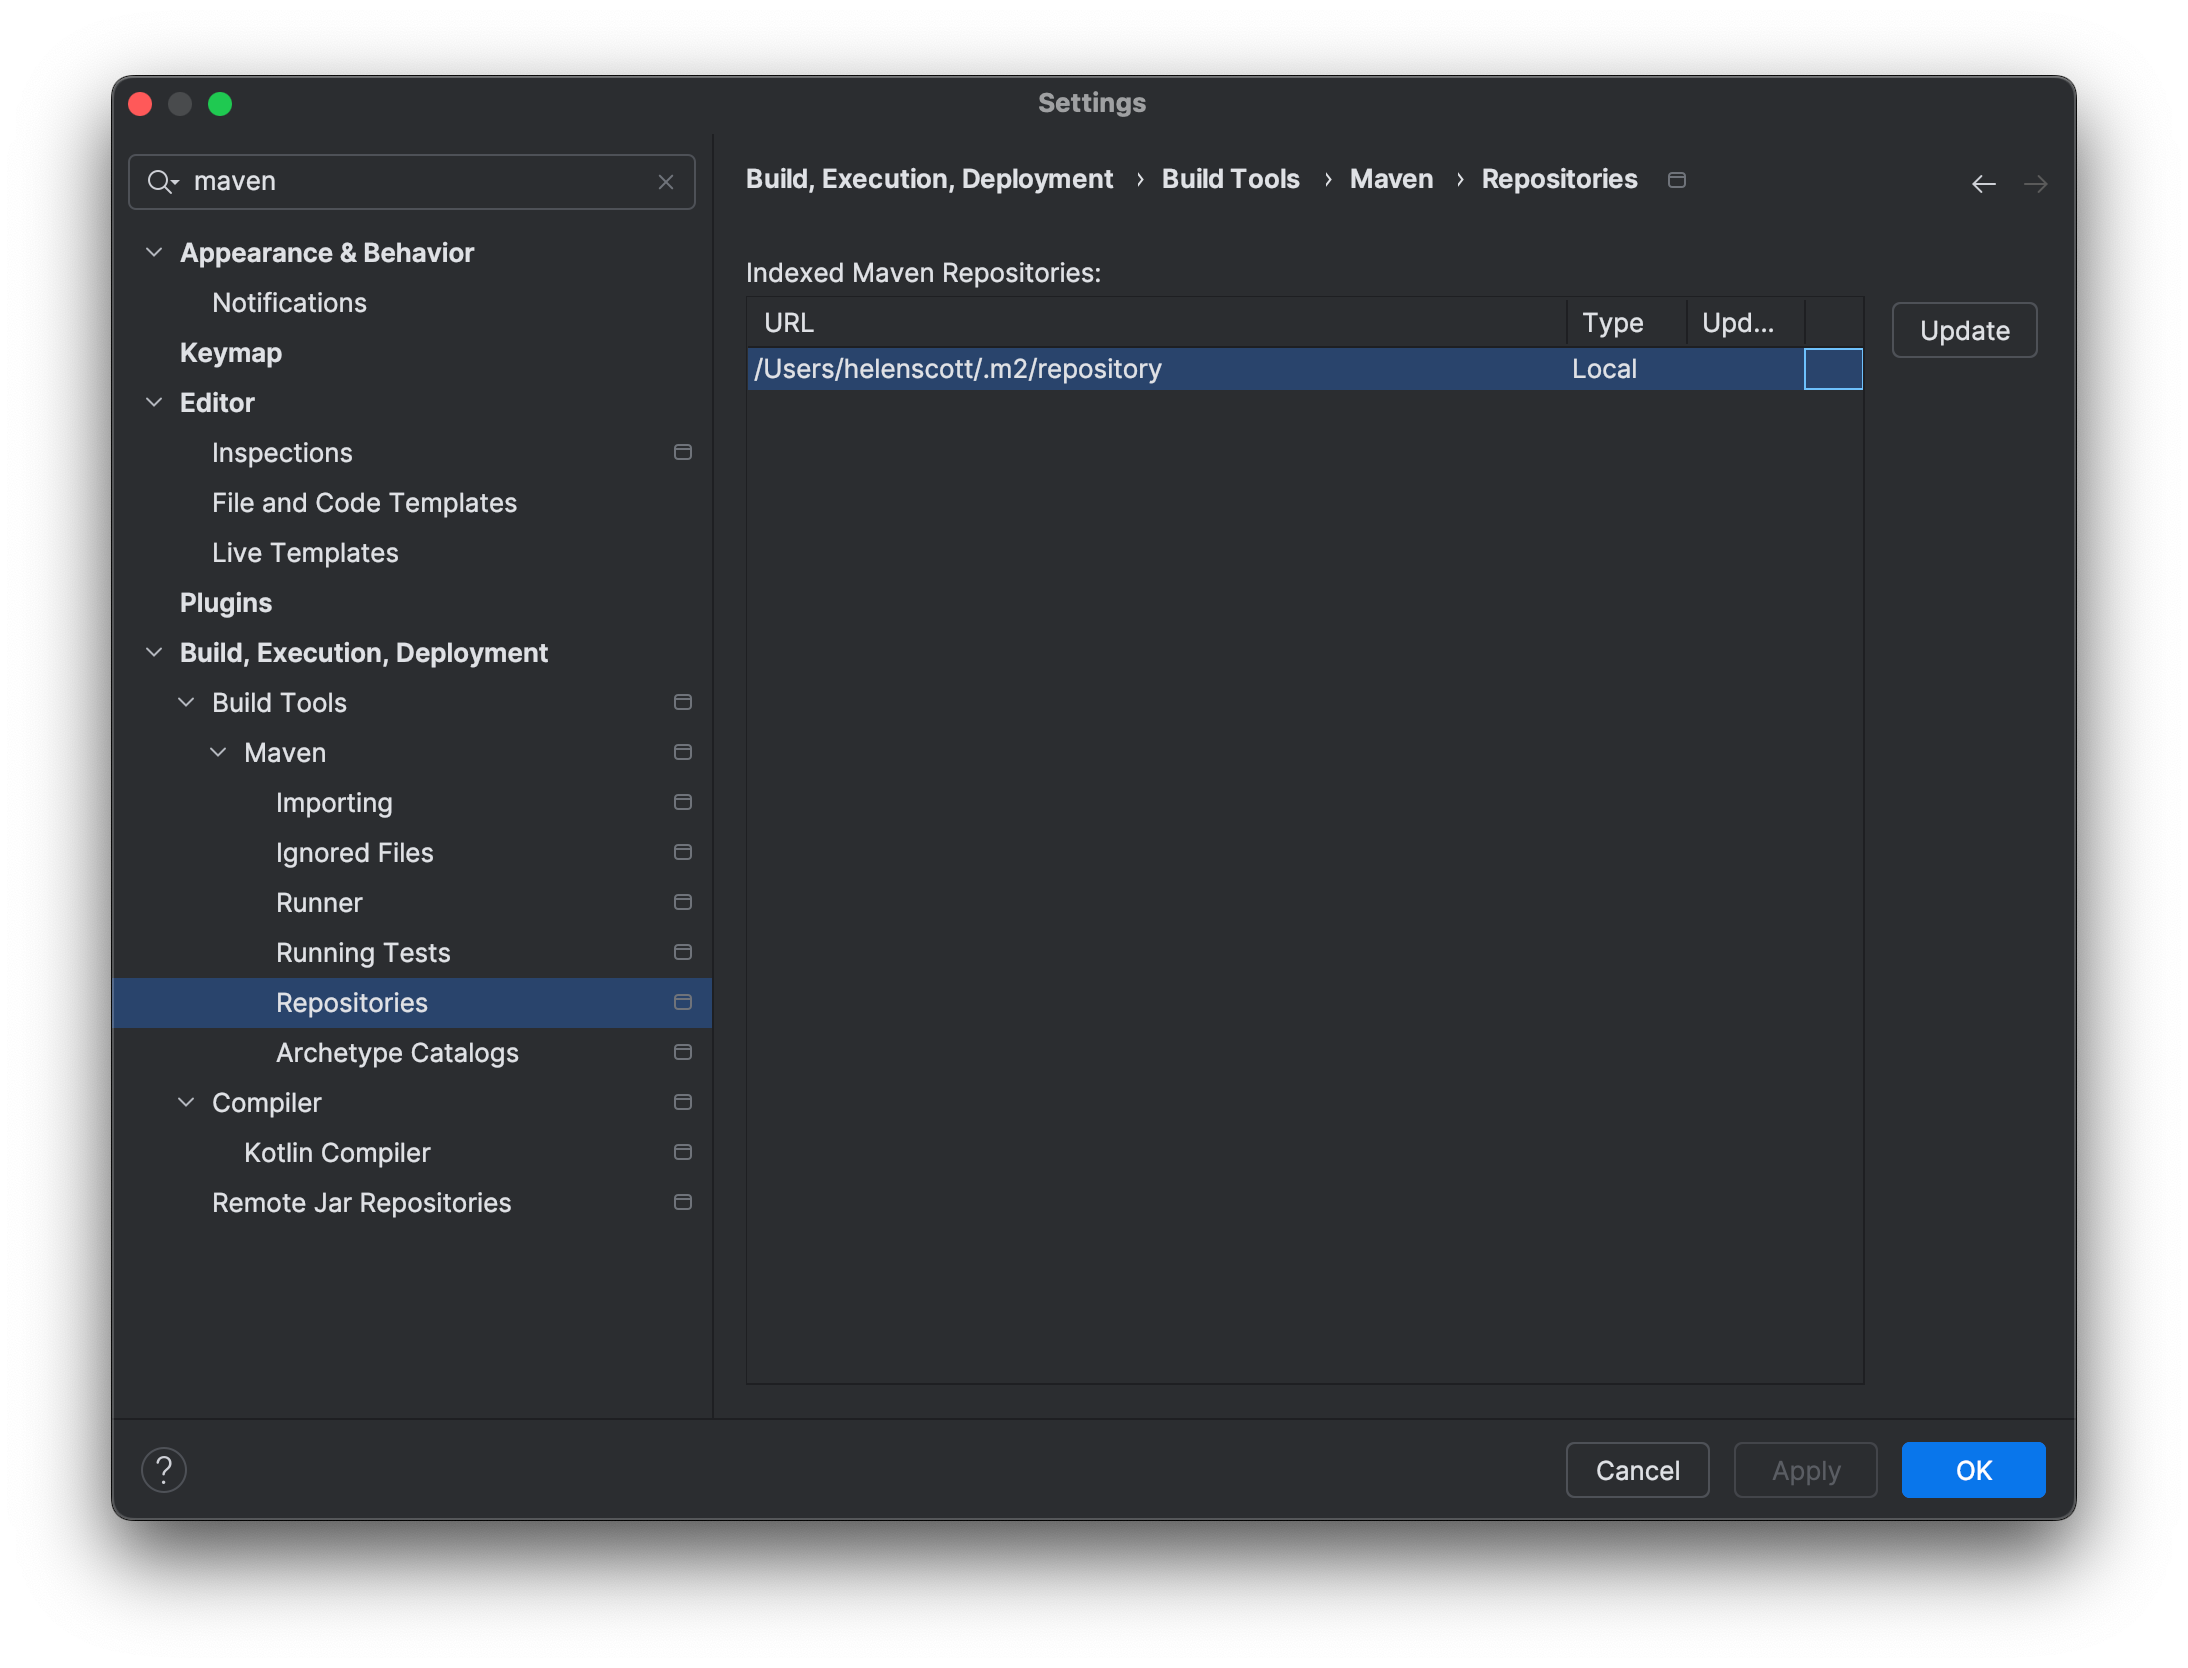 Settings
maven
Appearance & Behavior
Notifications
Keymap
Editor
Inspections
File and Code Templates
Live Templates
Plugins
Build, Execution, Deployment
Build Tools
Maven
Importing
Ignored Files
Runner
Running Tests
Repositories
Archetype Catalogs
Compiler
Kotlin Compiler
Remote Jar Repositories
Build, Execution, Deployment › Build Tools › Maven › Repositories
Indexed Maven Repositories:
URL Type Upd...
/Users/helenscott/.m2/repository Local
Update
?
Cancel Apply OK